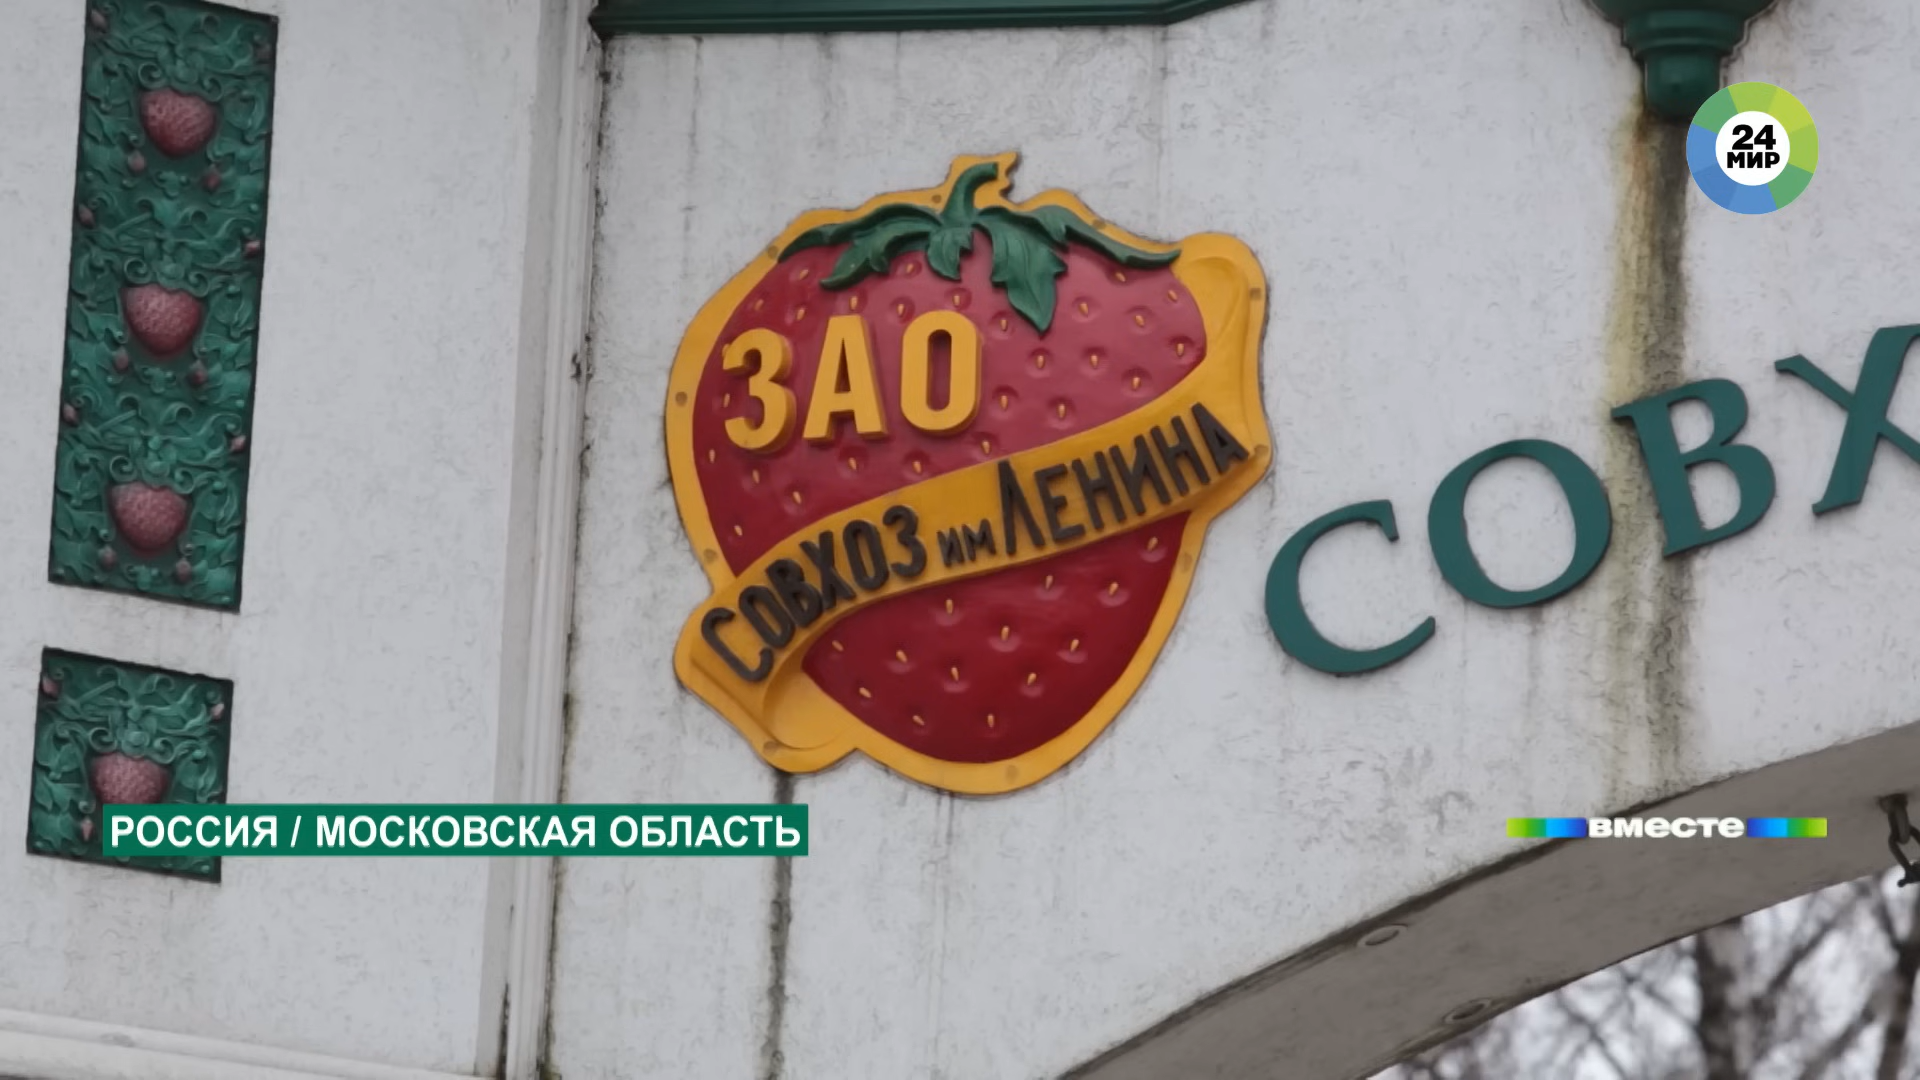 24
МИР
ЗАО
СОВХОЗ им ЛЕНИНА
СОВХ
РОССИЯ / МОСКОВСКАЯ ОБЛАСТЬ
вместе